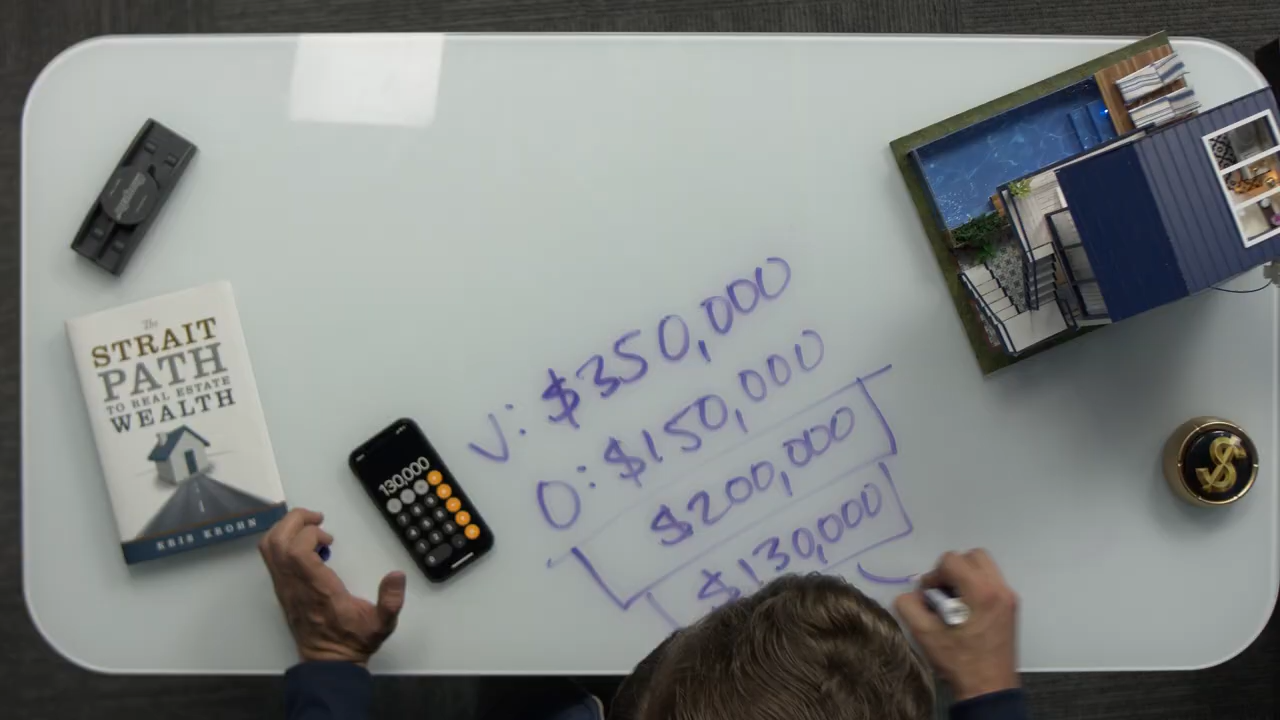 The
STRAIT
PATH
TO REAL ESTATE
WEALTH
KRIS KROHN
130,000
V: $350,000
O: $150,000
$200,000
$130,000
$